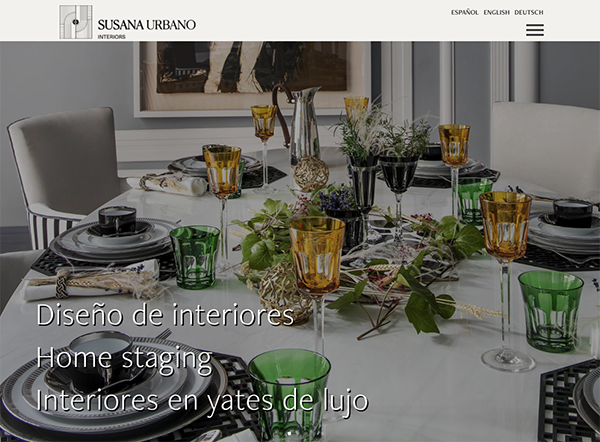 SUSANA URBANO
INTERIORS
ESPAÑOL ENGLISH DEUTSCH
Diseño de interiores
Home staging
Interiores en yates de lujo